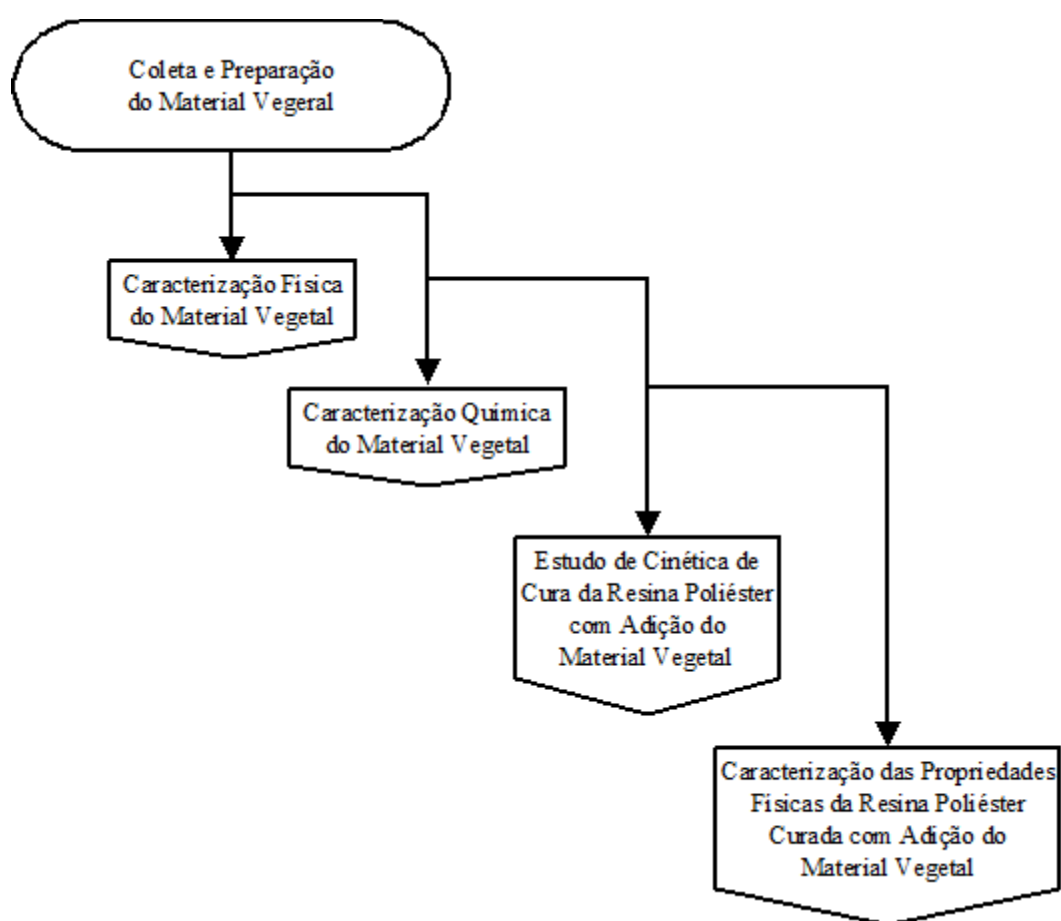 Coleta e Preparação
do Material Vegeral
Caracterização Física
do Material Vegetal
Caracterização Química
do Material Vegetal
Estudo de Cinética de
Cura da Resina Poliéster
com Adição do
Material Vegetal
Caracterização das Propriedades
Físicas da Resina Poliéster
Curada com Adição do
Material Vegetal